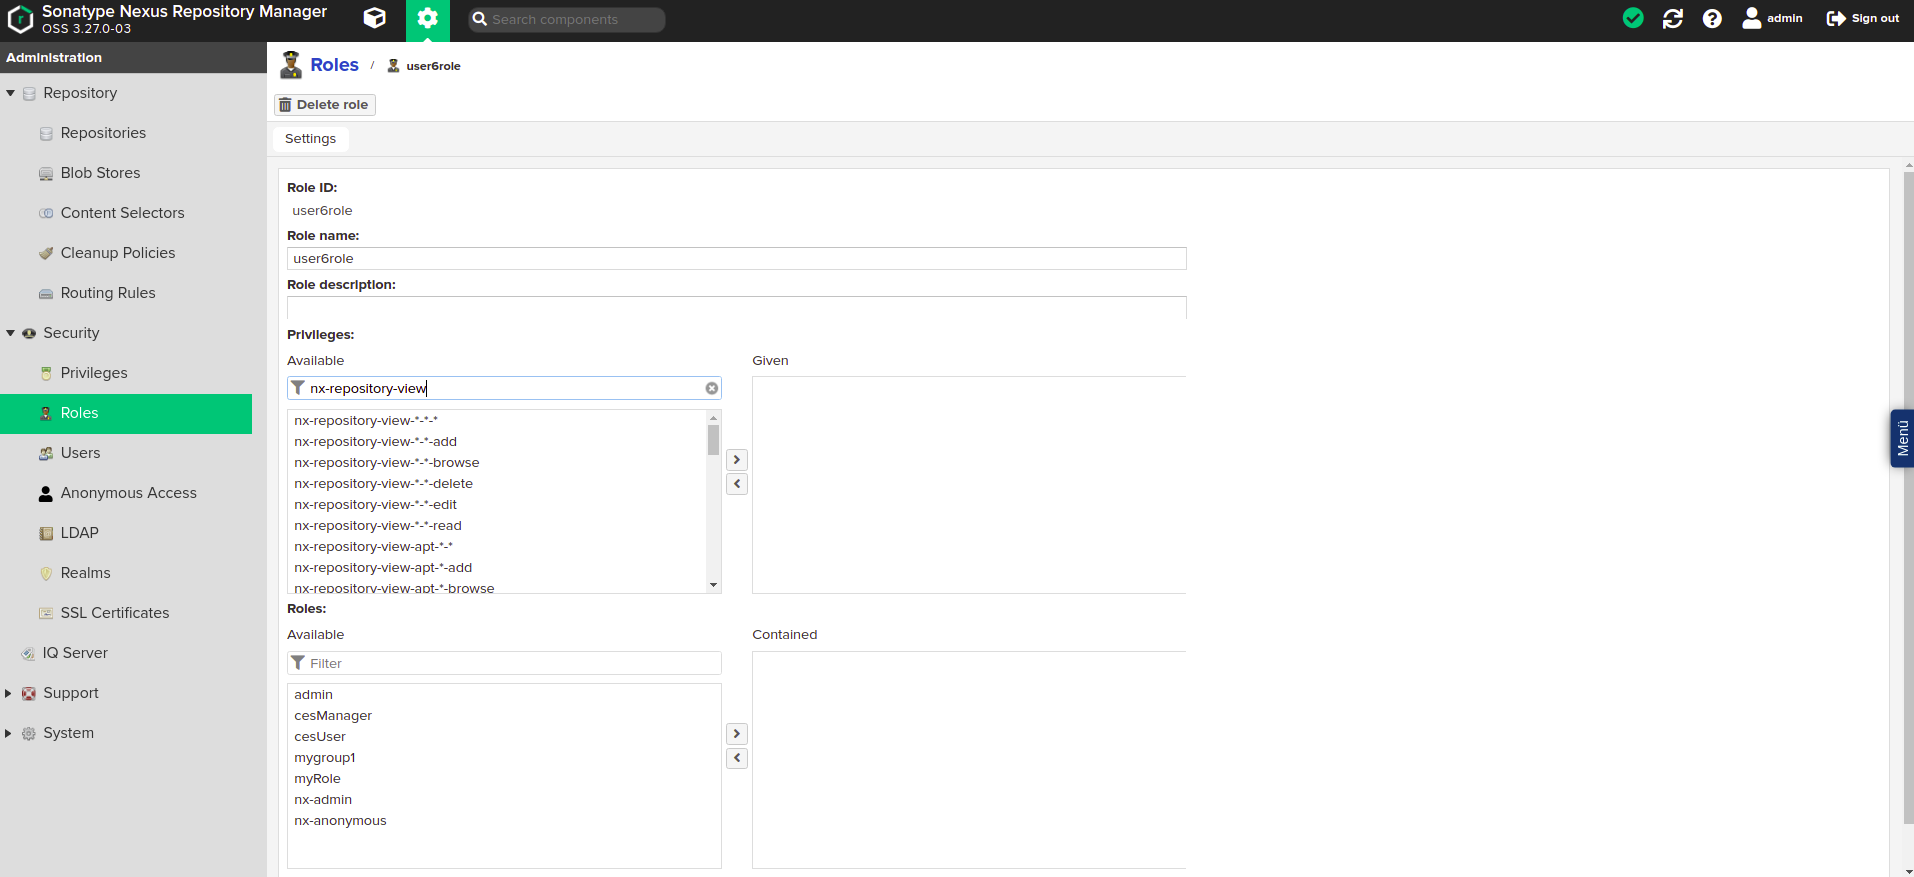 Sonatype Nexus Repository Manager
OSS 3.27.0-03
Search components
admin
Sign out
Administration
Repository
Repositories
Blob Stores
Content Selectors
Cleanup Policies
Routing Rules
Security
Privileges
Roles
Users
Anonymous Access
LDAP
Realms
SSL Certificates
IQ Server
Support
System
Roles / user6role
Delete role
Settings
Role ID:
user6role
Role name:
user6role
Role description:
Privileges:
Available
nx-repository-view
nx-repository-view-*-*-*
nx-repository-view-*-*-add
nx-repository-view-*-*-browse
nx-repository-view-*-*-delete
nx-repository-view-*-*-edit
nx-repository-view-*-*-read
nx-repository-view-apt-*-*
nx-repository-view-apt-*-add
nx-repository-view-apt-*-browse
Given
Roles:
Available
Filter
admin
cesManager
cesUser
mygroup1
myRole
nx-admin
nx-anonymous
Contained
Menü